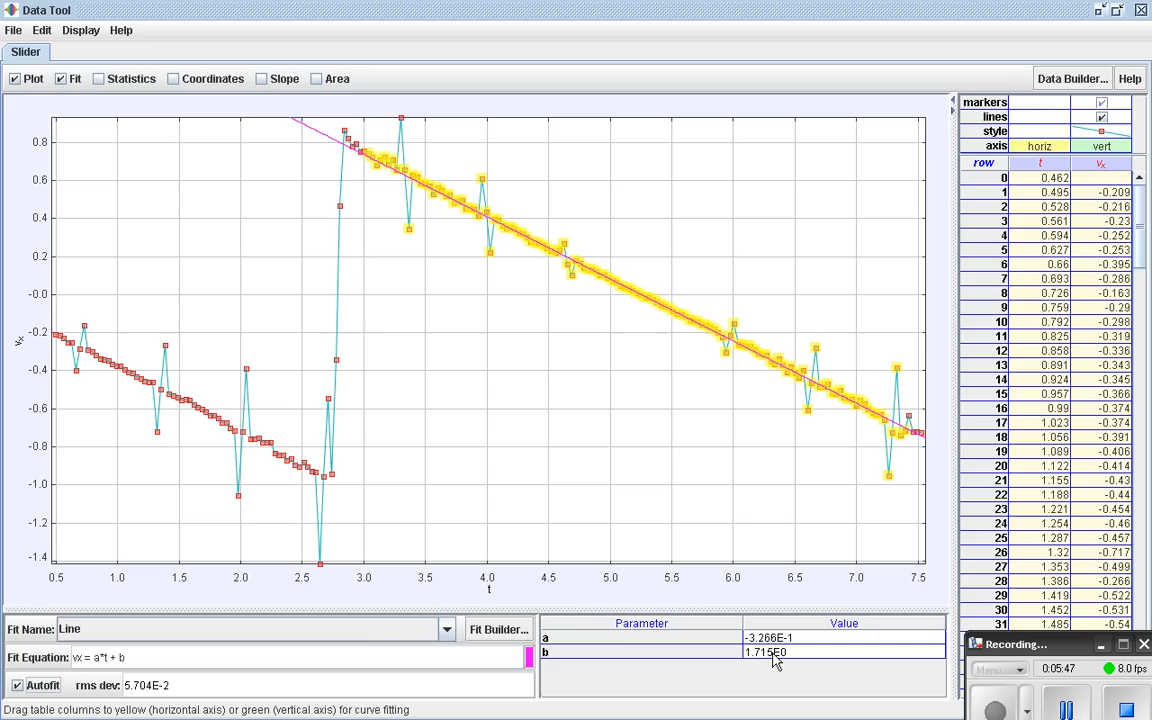 Data Tool
File Edit Display Help
Slider
Plot Fit Statistics Coordinates Slope Area Data Builder... Help
markers
lines
style
axis horiz vert
row t vx
0 0.462
1 0.495 -0.209
2 0.528 -0.216
3 0.561 -0.23
4 0.594 -0.252
5 0.627 -0.253
6 0.66 -0.395
7 0.693 -0.286
8 0.726 -0.163
9 0.759 -0.29
10 0.792 -0.298
11 0.825 -0.319
12 0.858 -0.336
13 0.891 -0.343
14 0.924 -0.345
15 0.957 -0.366
16 0.99 -0.374
17 1.023 -0.374
18 1.056 -0.391
19 1.089 -0.406
20 1.122 -0.414
21 1.155 -0.43
22 1.188 -0.44
23 1.221 -0.454
24 1.254 -0.46
25 1.287 -0.457
26 1.32 -0.717
27 1.353 -0.499
28 1.386 -0.266
29 1.419 -0.522
30 1.452 -0.531
31 1.485 -0.54
0.8
0.6
0.4
0.2
-0.0
-0.2
-0.4
-0.6
-0.8
-1.0
-1.2
-1.4
vx
0.5 1.0 1.5 2.0 2.5 3.0 3.5 4.0 4.5 5.0 5.5 6.0 6.5 7.0 7.5
t
Fit Name: Line Fit Builder...
Fit Equation: vx = a*t + b
Autofit rms dev: 5.704E-2
Parameter Value
a -3.266E-1
b 1.715E0
Recording...
Menu 0:05:47 8.0 fps
Drag table columns to yellow (horizontal axis) or green (vertical axis) for curve fitting